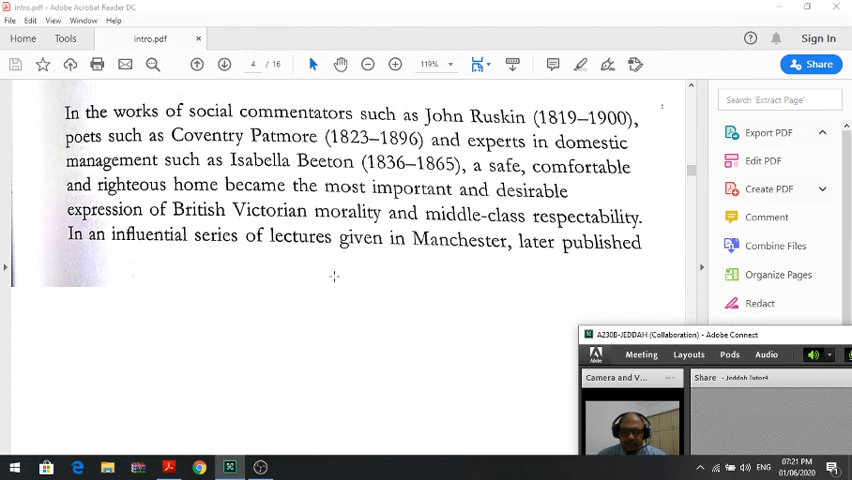 intro.pdf - Adobe Acrobat Reader DC
File Edit View Window Help
Home Tools intro.pdf × Sign In
4 / 16 119% Share
In the works of social commentators such as John Ruskin (1819–1900),
poets such as Coventry Patmore (1823–1896) and experts in domestic
management such as Isabella Beeton (1836–1865), a safe, comfortable
and righteous home became the most important and desirable
expression of British Victorian morality and middle-class respectability.
In an influential series of lectures given in Manchester, later published
Search 'Extract Page'
Export PDF
Edit PDF
Create PDF
Comment
Combine Files
Organize Pages
Redact
A230B-JEDDAH (Collaboration) - Adobe Connect
Adobe Meeting Layouts Pods Audio
Camera and V... Share - Jeddah Tutor4
ENG 07:21 PM
01/06/2020